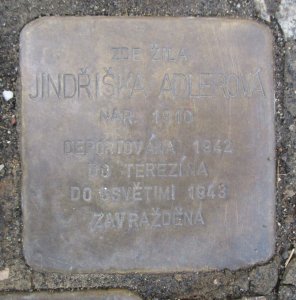 ZDE ŽILA
JINDŘIŠKA ADLEROVÁ
NAR. 1910
DEPORTOVÁNA 1942
DO TEREZÍNA
DO OSVĚTIMI 1943
ZAVRAŽDĚNA